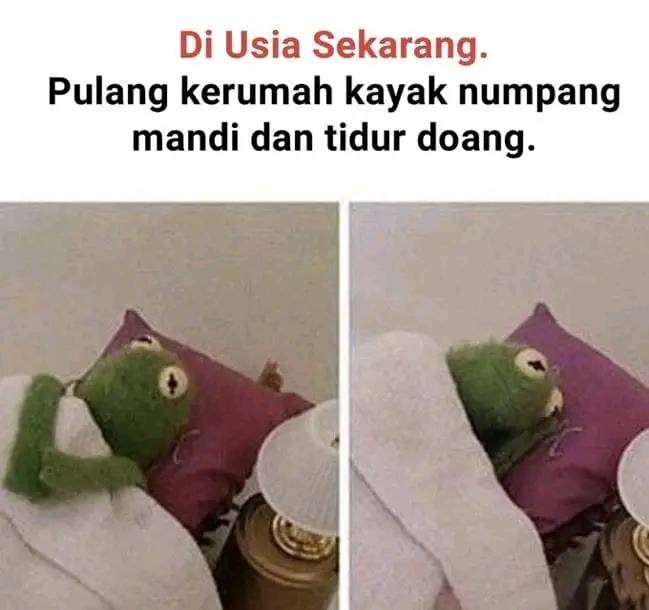 Di Usia Sekarang.
Pulang kerumah kayak numpang
mandi dan tidur doang.